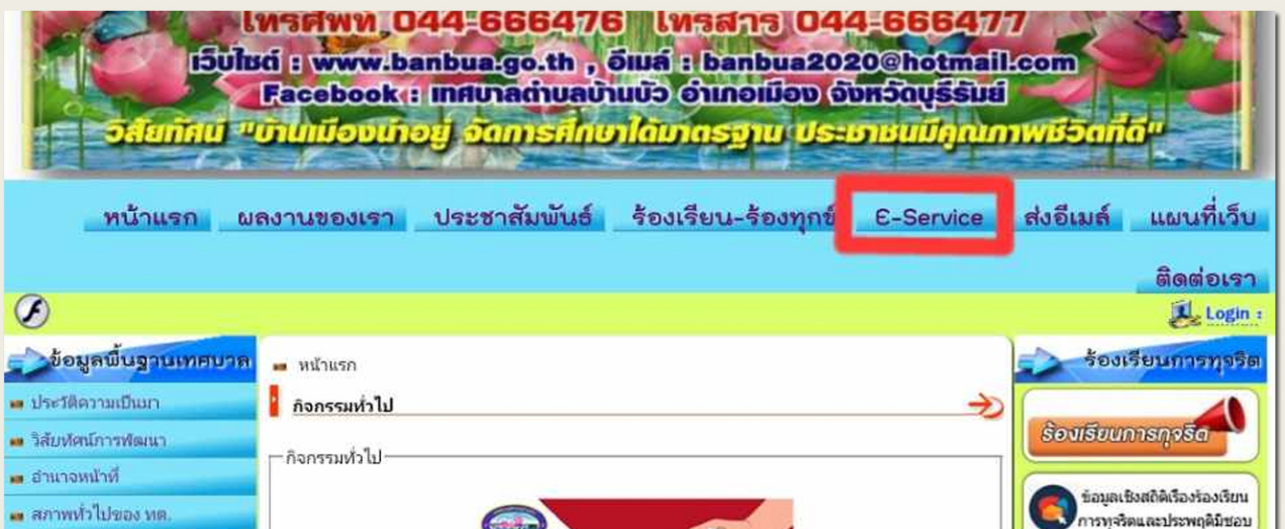 โทรศัพท์ 044-666476 โทรสาร 044-666477
เว็บไซต์ : www.banbua.go.th , อีเมล์ : banbua2020@hotmail.com
Facebook : เทศบาลตำบลบ้านบัว อำเภอเมือง จังหวัดบุรีรัมย์
วิสัยทัศน์ "บ้านเมืองน่าอยู่ จัดการศึกษาได้มาตรฐาน ประชาชนมีคุณภาพชีวิตที่ดี"
หน้าแรก ผลงานของเรา ประชาสัมพันธ์ ร้องเรียน-ร้องทุกข์ E-Service ส่งอีเมล์ แผนที่เว็บ
ติดต่อเรา
Login :
ข้อมูลพื้นฐานเทศบาล
ประวัติความเป็นมา
วิสัยทัศน์การพัฒนา
อำนาจหน้าที่
สภาพทั่วไปของ ทต.
หน้าแรก
กิจกรรมทั่วไป
กิจกรรมทั่วไป
ร้องเรียนการทุจริต
ร้องเรียนการทุจริต
ข้อมูลเชิงสถิติเรื่องร้องเรียน
การทุจริตและประพฤติมิชอบ